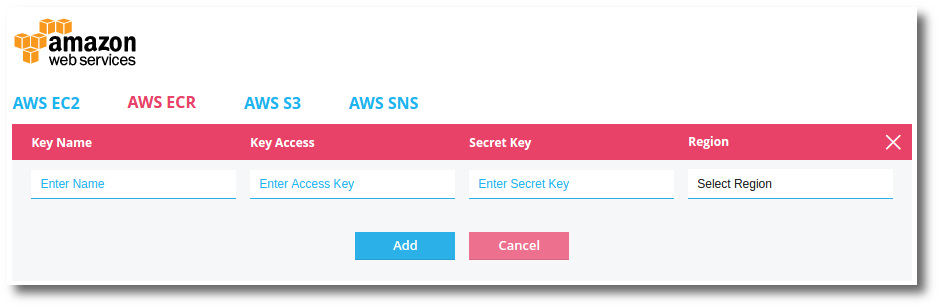 amazon
web services
AWS EC2 AWS ECR AWS S3 AWS SNS
Key Name Key Access Secret Key Region
Enter Name Enter Access Key Enter Secret Key Select Region
Add Cancel